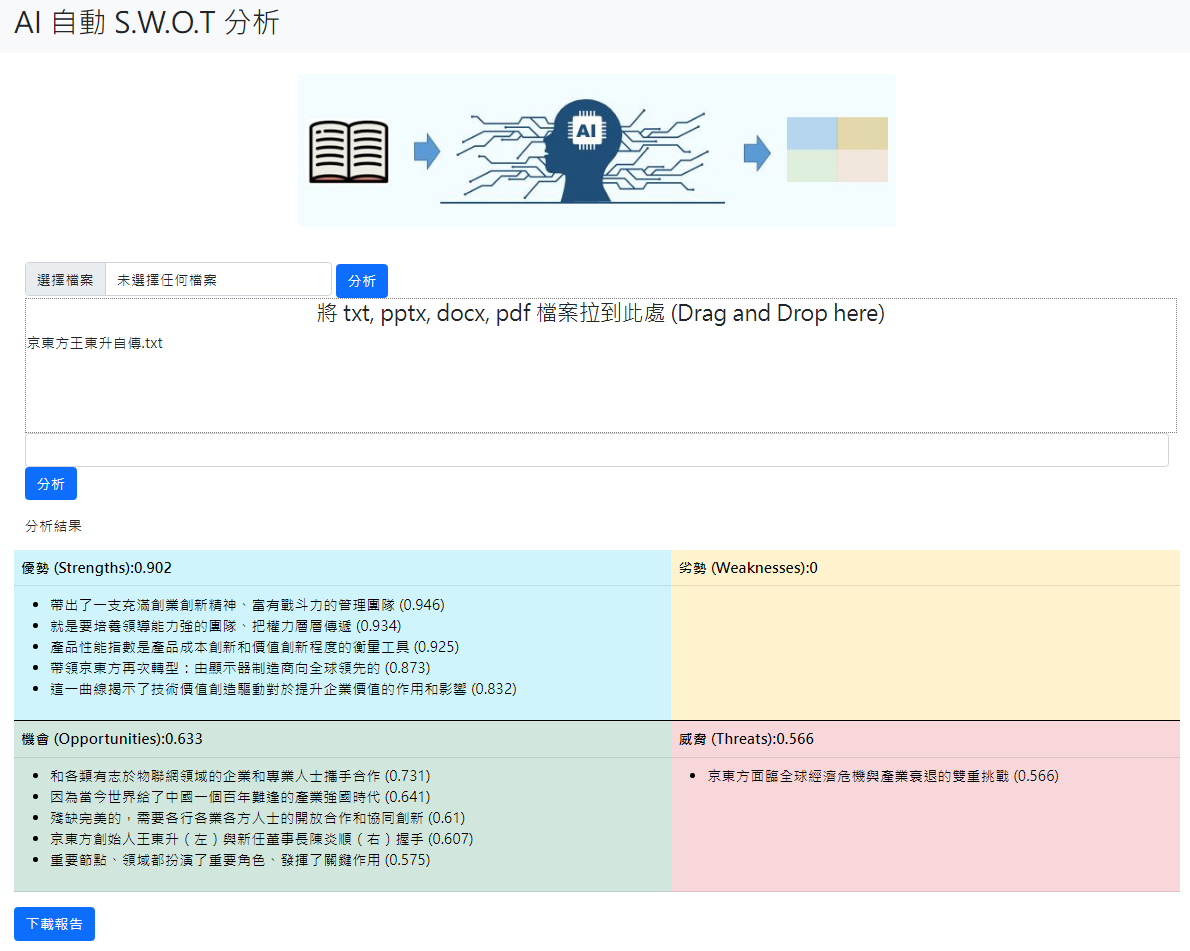 AI 自動 S.W.O.T 分析
AI
選擇檔案 未選擇任何檔案 分析
將 txt, pptx, docx, pdf 檔案拉到此處 (Drag and Drop here)
京東方王東升自傳.txt
分析
分析結果
優勢 (Strengths):0.902
帶出了一支充滿創業創新精神、富有戰斗力的管理團隊 (0.946)
就是要培養領導能力強的團隊、把權力層層傳遞 (0.934)
產品性能指數是產品成本創新和價值創新程度的衡量工具 (0.925)
帶領京東方再次轉型：由顯示器制造商向全球領先的 (0.873)
這一曲線揭示了技術價值創造驅動對於提升企業價值的作用和影響 (0.832)
劣勢 (Weaknesses):0
機會 (Opportunities):0.633
和各類有志於物聯網領域的企業和專業人士攜手合作 (0.731)
因為當今世界給了中國一個百年難逢的產業強國時代 (0.641)
殘缺完美的，需要各行各業各方人士的開放合作和協同創新 (0.61)
京東方創始人王東升（左）與新任董事長陳炎順（右）握手 (0.607)
重要節點、領域都扮演了重要角色、發揮了關鍵作用 (0.575)
威脅 (Threats):0.566
京東方面臨全球經濟危機與產業衰退的雙重挑戰 (0.566)
下載報告